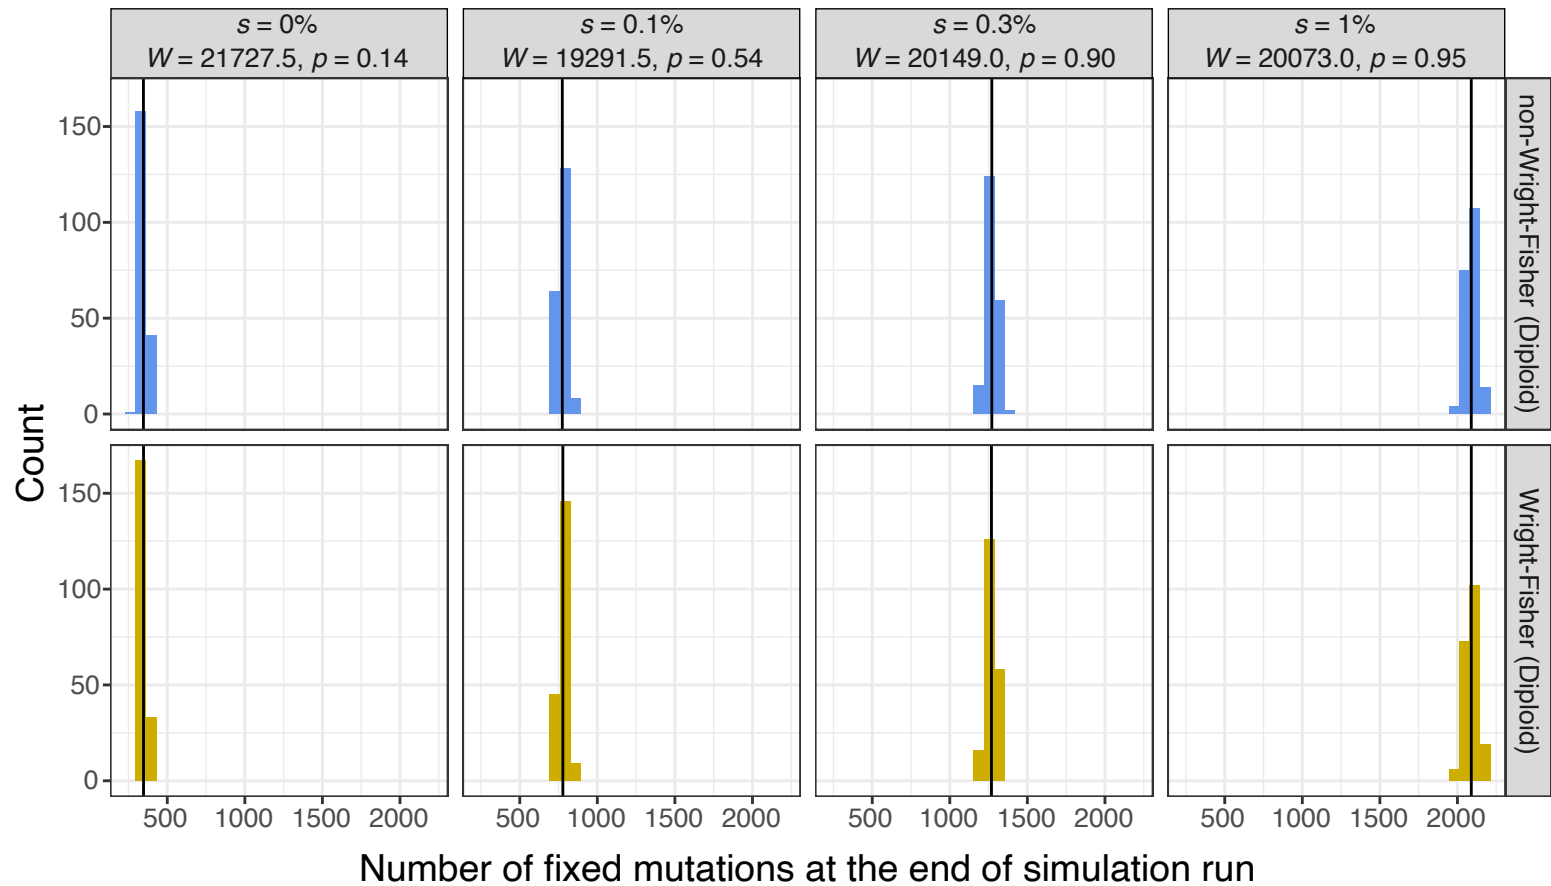 s = 0%
W = 21727.5, p = 0.14
s = 0.1%
W = 19291.5, p = 0.54
s = 0.3%
W = 20149.0, p = 0.90
s = 1%
W = 20073.0, p = 0.95
150
100
50
0
non-Wright-Fisher (Diploid)
Count
150
100
50
0
Wright-Fisher (Diploid)
500 1000 1500 2000
500 1000 1500 2000
500 1000 1500 2000
500 1000 1500 2000
Number of fixed mutations at the end of simulation run